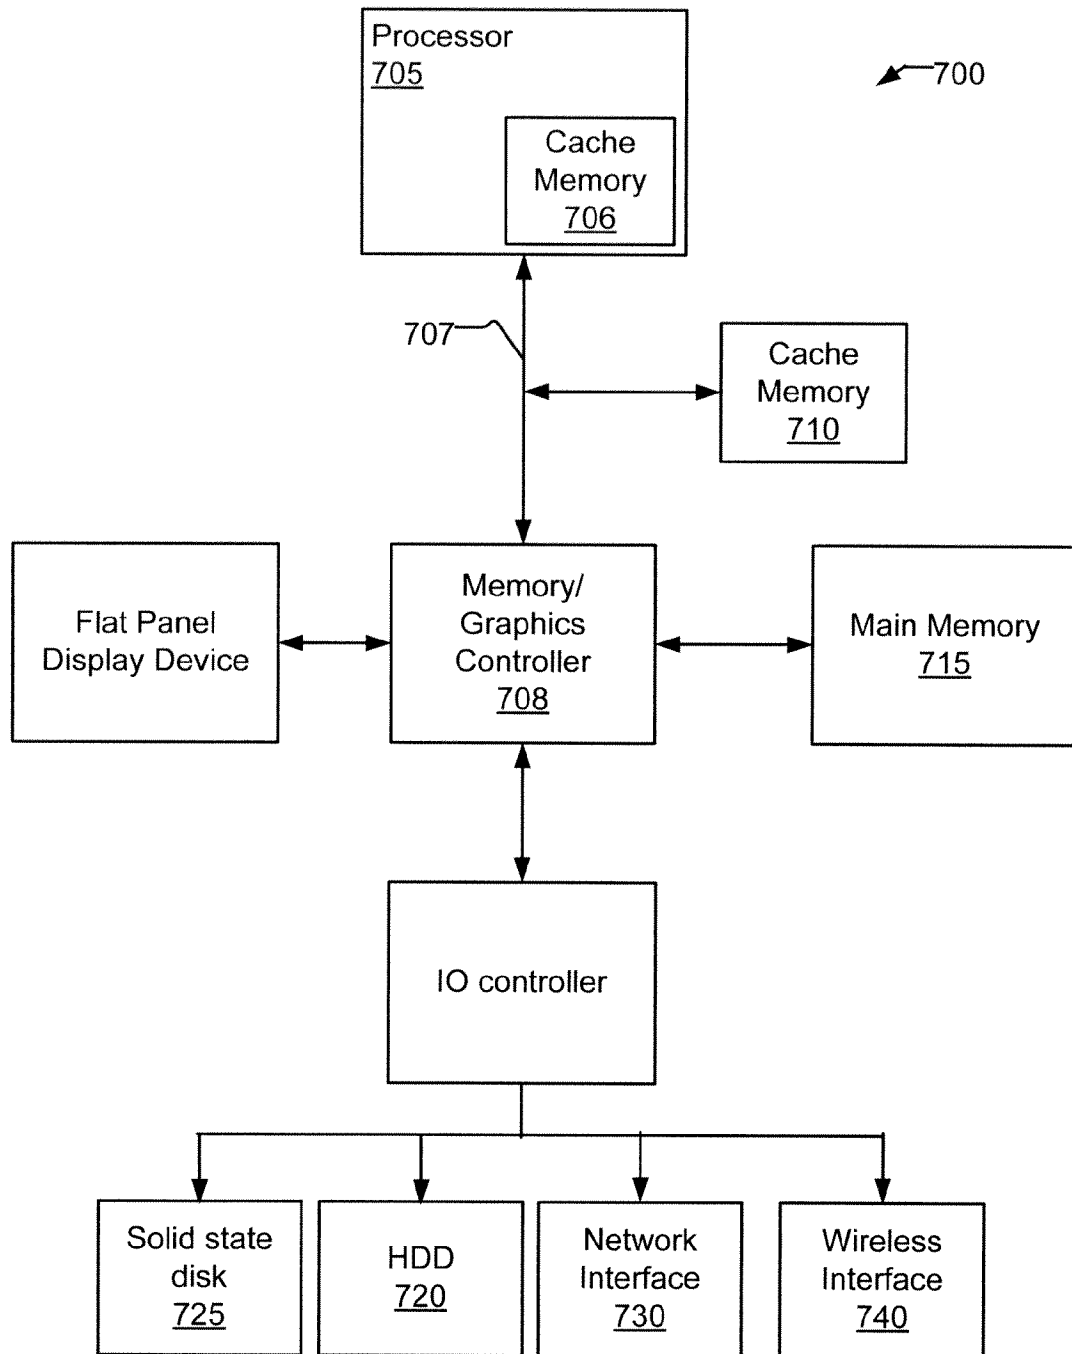 Processor
705
700
Cache
Memory
706
707
Cache
Memory
710
Flat Panel
Display Device
Memory/
Graphics
Controller
708
Main Memory
715
IO controller
Solid state
disk
725
HDD
720
Network
Interface
730
Wireless
Interface
740